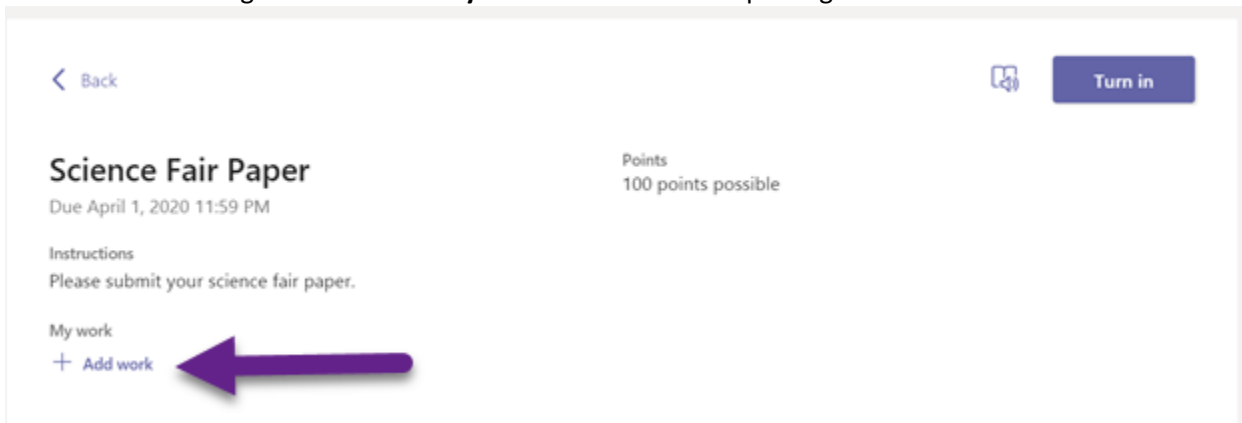 Back
Turn in
Science Fair Paper
Due April 1, 2020 11:59 PM
Points
100 points possible
Instructions
Please submit your science fair paper.
My work
+ Add work